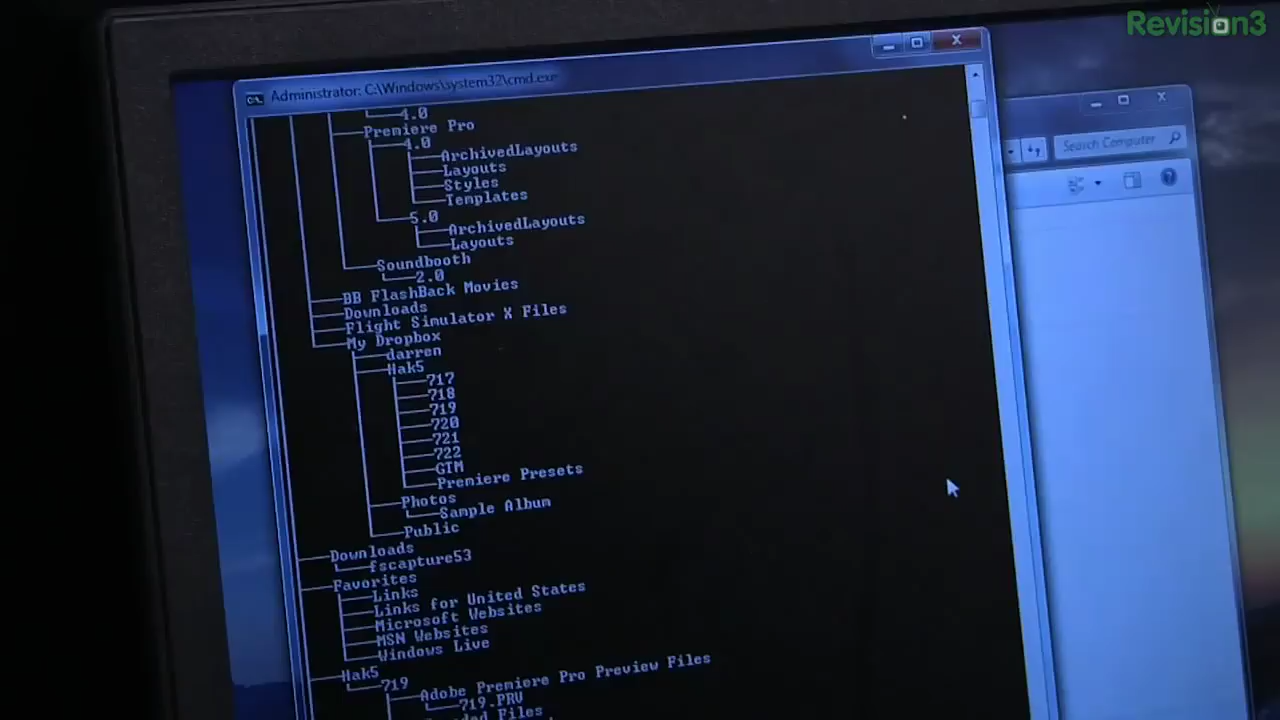 Revision3
Administrator: C:\Windows\system32\cmd.exe
Search Computer
4.0
Premiere Pro
4.0
ArchivedLayouts
Layouts
Styles
Templates
5.0
ArchivedLayouts
Layouts
Soundbooth
2.0
BB FlashBack Movies
Downloads
Flight Simulator X Files
My Dropbox
darren
Hak5
717
718
719
720
721
722
GTM
Premiere Presets
Photos
Sample Album
Public
Downloads
fscapture53
Favorites
Links
Links for United States
Microsoft Websites
MSN Websites
Windows Live
Hak5
719
Adobe Premiere Pro Preview Files
719.PRV
Files